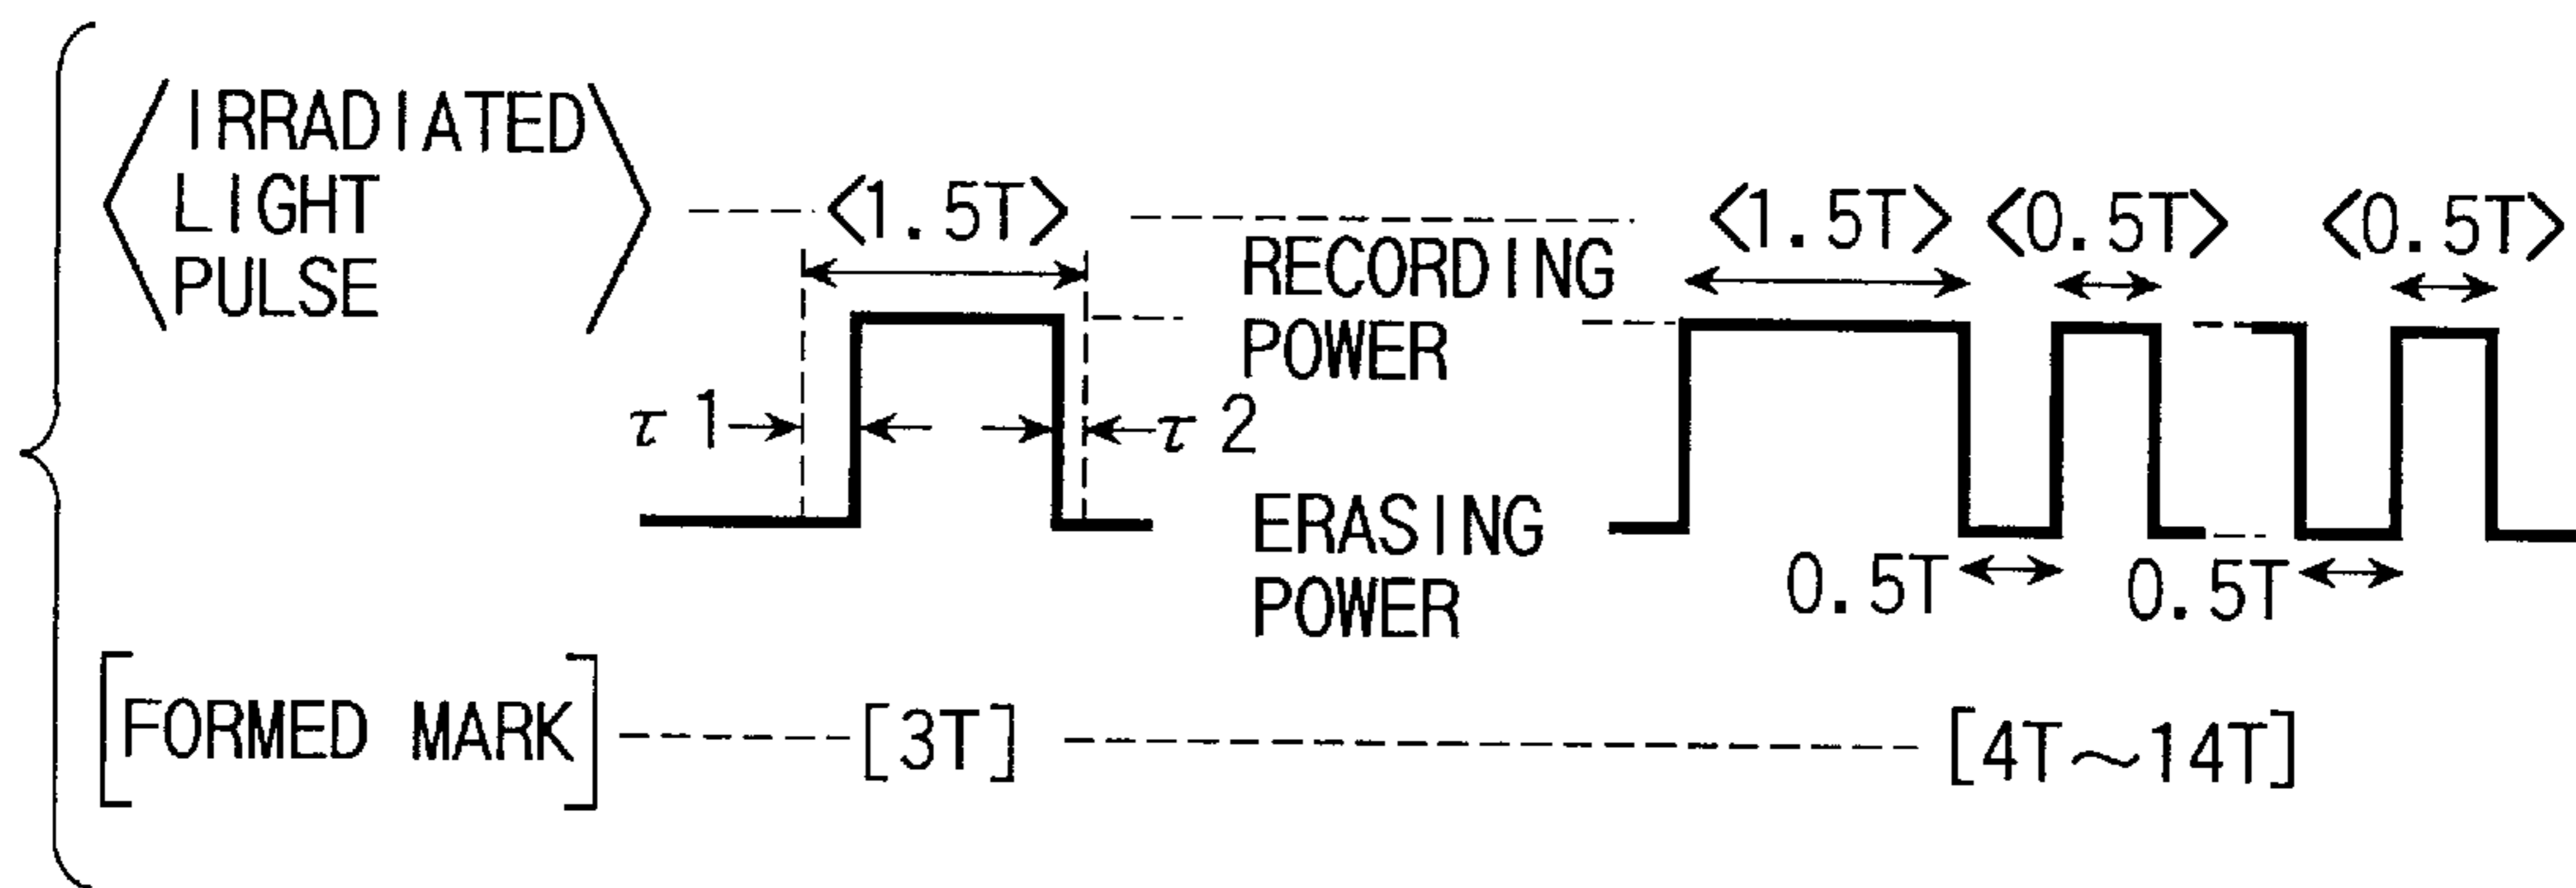 <IRRADIATED
LIGHT
PULSE>
<1.5T>
RECORDING
POWER
τ1
τ2
ERASING
POWER
<1.5T> <0.5T> <0.5T>
0.5T 0.5T
[FORMED MARK] [3T] [4T~14T]